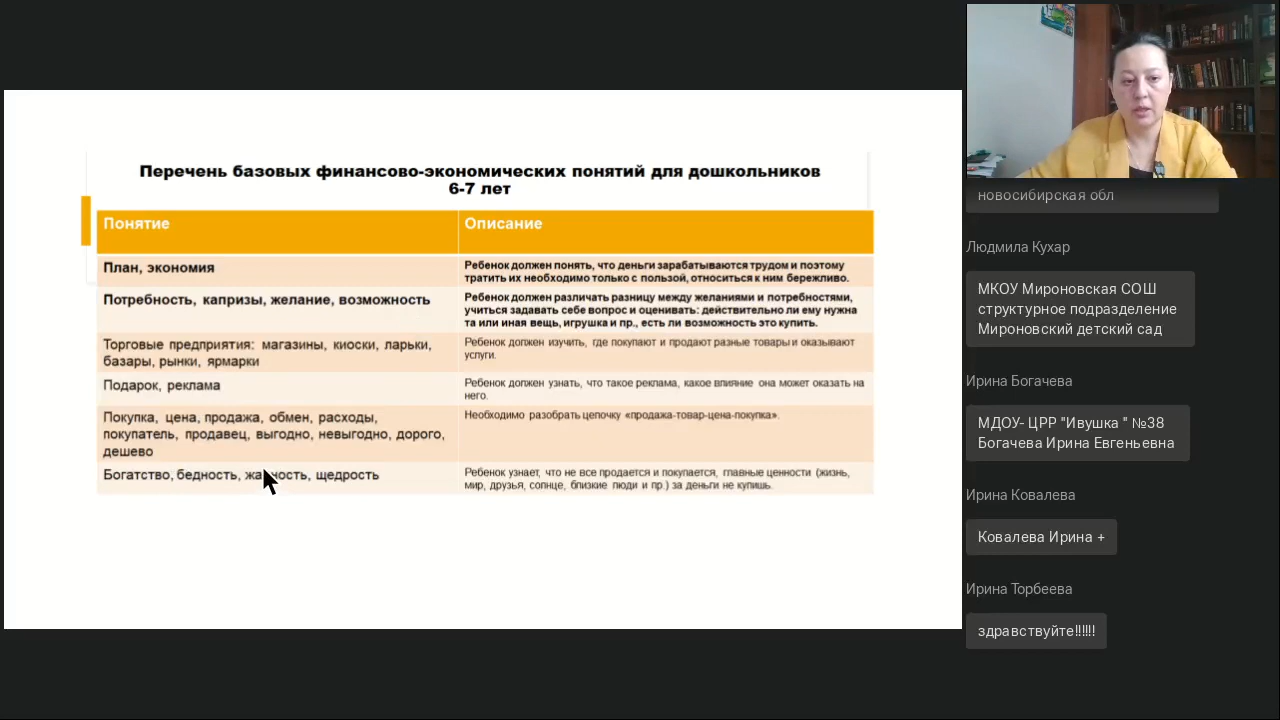 Перечень базовых финансово-экономических понятий для дошкольников
6-7 лет
Понятие
Описание
План, экономия
Ребенок должен понять, что деньги зарабатываются трудом и поэтому
тратить их необходимо только с пользой, относиться к ним бережливо.
Потребность, капризы, желание, возможность
Ребенок должен различать разницу между желаниями и потребностями,
учиться задавать себе вопрос и оценивать: действительно ли ему нужна
та или иная вещь, игрушка и пр., есть ли возможность это купить.
Торговые предприятия: магазины, киоски, ларьки,
базары, рынки, ярмарки
Ребенок должен изучить, где покупают и продают разные товары и оказывают
услуги.
Подарок, реклама
Ребенок должен узнать, что такое реклама, какое влияние она может оказать на
него.
Покупка, цена, продажа, обмен, расходы,
покупатель, продавец, выгодно, невыгодно, дорого,
дешево
Необходимо разобрать цепочку «продажа-товар-цена-покупка».
Богатство, бедность, жадность, щедрость
Ребенок узнает, что не все продается и покупается, главные ценности (жизнь,
мир, друзья, солнце, близкие люди и пр.) за деньги не купишь.
новосибирская обл
Людмила Кухар
МКОУ Мироновская СОШ
структурное подразделение
Мироновский детский сад
Ирина Богачева
МДОУ- ЦРР "Ивушка " №38
Богачева Ирина Евгеньевна
Ирина Ковалева
Ковалева Ирина +
Ирина Торбеева
здравствуйте!!!!!!